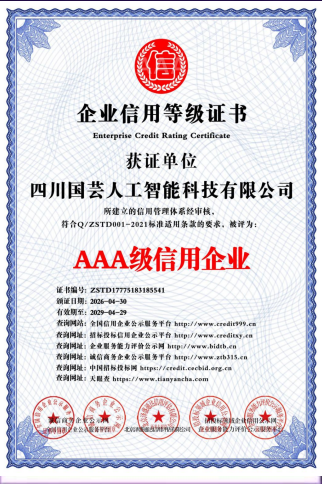 信
企业信用等级证书
Enterprise Credit Rating Certificate
获证单位
四川国芸人工智能科技有限公司
所建立的信用管理体系经审核，
符合Q/ZSTD001-2021标准适用条款的要求。被评为：
AAA级信用企业
证书编号：ZSTD17775183185541
颁证日期：2026-04-30
有效期至：2029-04-29
查询网站：全国信用企业公示服务平台 http://www.credit999.cn
查询网址：招标投标信用公示平台 http://www.creditxy.cn
查询网址：企业服务能力评价公示网 http://www.bidtb.cn
查询网址：诚信商务企业公示平台 http://www.ztb315.cn
查询网址：中国招标投标网 https://credit.cecbid.org.cn
查询网址：天眼查 https://www.tianyancha.com